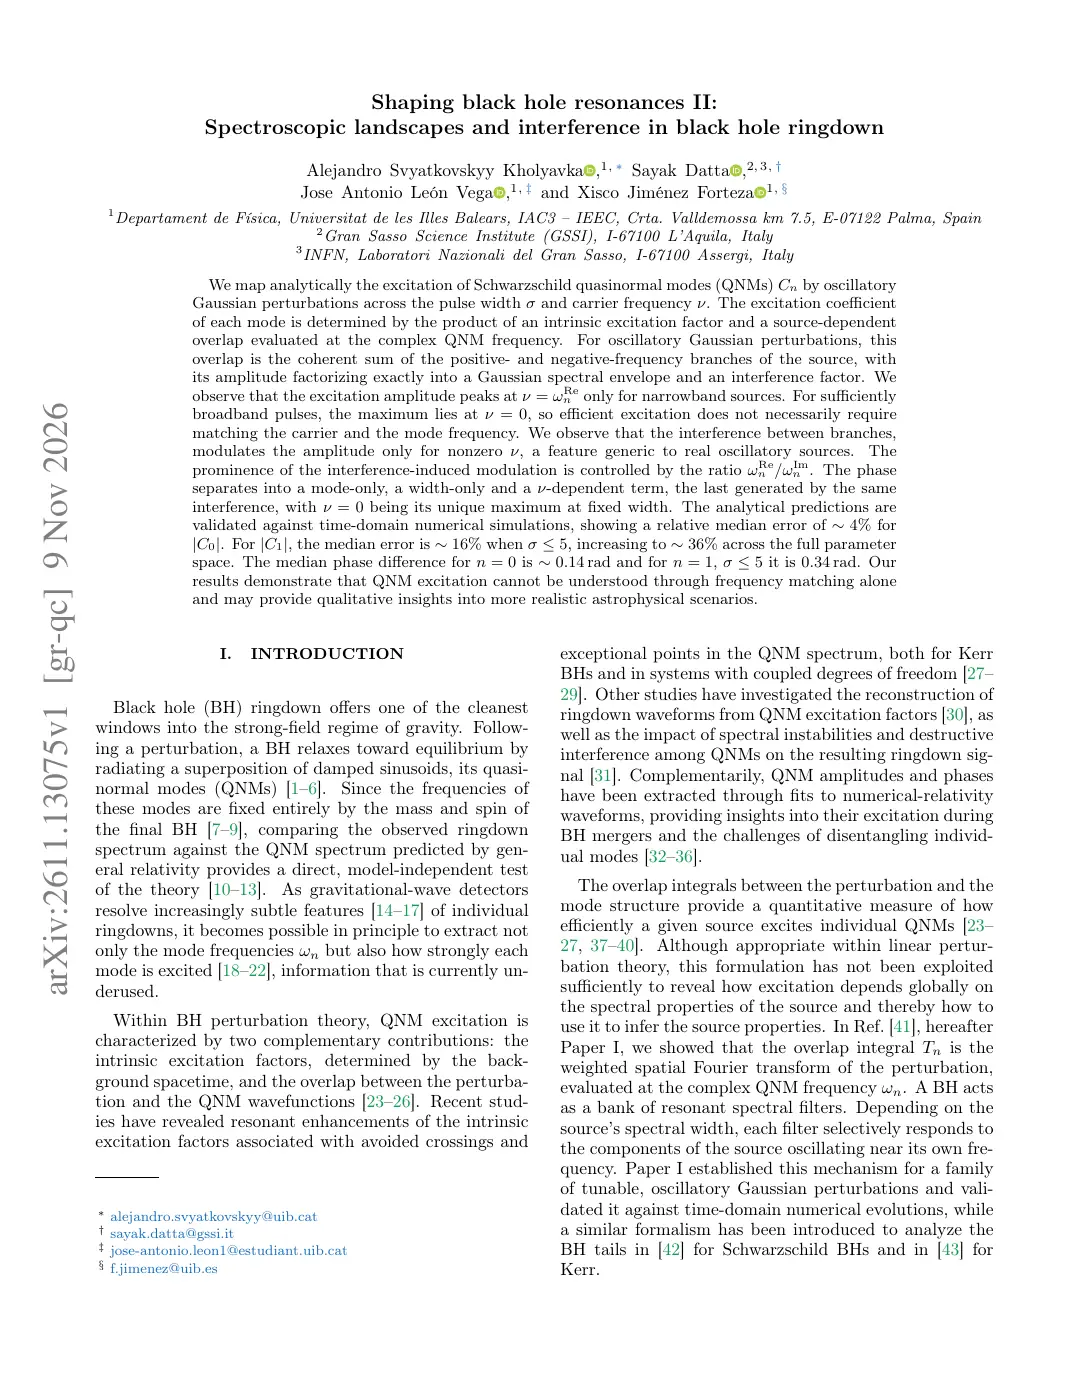 Shaping black hole resonances II:
Spectroscopic landscapes and interference in black hole ringdown
Alejandro Svyatkovskyy Kholyavka,1, * Sayak Datta,2, 3, †
Jose Antonio León Vega,1, ‡ and Xisco Jiménez Forteza1, §
1Departament de Física, Universitat de les Illes Balears, IAC3 – IEEC, Crta. Valldemossa km 7.5, E-07122 Palma, Spain
2Gran Sasso Science Institute (GSSI), I-67100 L'Aquila, Italy
3INFN, Laboratori Nazionali del Gran Sasso, I-67100 Assergi, Italy
We map analytically the excitation of Schwarzschild quasinormal modes (QNMs) Cn by oscillatory
Gaussian perturbations across the pulse width σ and carrier frequency ν. The excitation coefficient
of each mode is determined by the product of an intrinsic excitation factor and a source-dependent
overlap evaluated at the complex QNM frequency. For oscillatory Gaussian perturbations, this
overlap is the coherent sum of the positive- and negative-frequency branches of the source, with
its amplitude factorizing exactly into a Gaussian spectral envelope and an interference factor. We
observe that the excitation amplitude peaks at ν = ωnRe only for narrowband sources. For sufficiently
broadband pulses, the maximum lies at ν = 0, so efficient excitation does not necessarily require
matching the carrier and the mode frequency. We observe that the interference between branches,
modulates the amplitude only for nonzero ν, a feature generic to real oscillatory sources. The
prominence of the interference-induced modulation is controlled by the ratio ωnRe/ωnIm. The phase
separates into a mode-only, a width-only and a ν-dependent term, the last generated by the same
interference, with ν = 0 being its unique maximum at fixed width. The analytical predictions are
validated against time-domain numerical simulations, showing a relative median error of ∼ 4% for
|C0|. For |C1|, the median error is ∼ 16% when σ ≤ 5, increasing to ∼ 36% across the full parameter
space. The median phase difference for n = 0 is ∼ 0.14 rad and for n = 1, σ ≤ 5 it is 0.34 rad. Our
results demonstrate that QNM excitation cannot be understood through frequency matching alone
and may provide qualitative insights into more realistic astrophysical scenarios.
arXiv:2611.13075v1 [gr-qc] 9 Nov 2026
I. INTRODUCTION
Black hole (BH) ringdown offers one of the cleanest
windows into the strong-field regime of gravity. Follow-
ing a perturbation, a BH relaxes toward equilibrium by
radiating a superposition of damped sinusoids, its quasi-
normal modes (QNMs) [1–6]. Since the frequencies of
these modes are fixed entirely by the mass and spin of
the final BH [7–9], comparing the observed ringdown
spectrum against the QNM spectrum predicted by gen-
eral relativity provides a direct, model-independent test
of the theory [10–13]. As gravitational-wave detectors
resolve increasingly subtle features [14–17] of individual
ringdowns, it becomes possible in principle to extract not
only the mode frequencies ωn but also how strongly each
mode is excited [18–22], information that is currently un-
derused.
Within BH perturbation theory, QNM excitation is
characterized by two complementary contributions: the
intrinsic excitation factors, determined by the back-
ground spacetime, and the overlap between the perturba-
tion and the QNM wavefunctions [23–26]. Recent stud-
ies have revealed resonant enhancements of the intrinsic
excitation factors associated with avoided crossings and
* alejandro.svyatkovskyy@uib.cat
† sayak.datta@gssi.it
‡ jose-antonio.leon1@estudiant.uib.cat
§ f.jimenez@uib.es
exceptional points in the QNM spectrum, both for Kerr
BHs and in systems with coupled degrees of freedom [27–
29]. Other studies have investigated the reconstruction of
ringdown waveforms from QNM excitation factors [30], as
well as the impact of spectral instabilities and destructive
interference among QNMs on the resulting ringdown sig-
nal [31]. Complementarily, QNM amplitudes and phases
have been extracted through fits to numerical-relativity
waveforms, providing insights into their excitation during
BH mergers and the challenges of disentangling individ-
ual modes [32–36].
The overlap integrals between the perturbation and the
mode structure provide a quantitative measure of how
efficiently a given source excites individual QNMs [23–
27, 37–40]. Although appropriate within linear pertur-
bation theory, this formulation has not been exploited
sufficiently to reveal how excitation depends globally on
the spectral properties of the source and thereby how to
use it to infer the source properties. In Ref. [41], hereafter
Paper I, we showed that the overlap integral Tn is the
weighted spatial Fourier transform of the perturbation,
evaluated at the complex QNM frequency ωn. A BH acts
as a bank of resonant spectral filters. Depending on the
source's spectral width, each filter selectively responds to
the components of the source oscillating near its own fre-
quency. Paper I established this mechanism for a family
of tunable, oscillatory Gaussian perturbations and vali-
dated it against time-domain numerical evolutions, while
a similar formalism has been introduced to analyze the
BH tails in [42] for Schwarzschild BHs and in [43] for
Kerr.